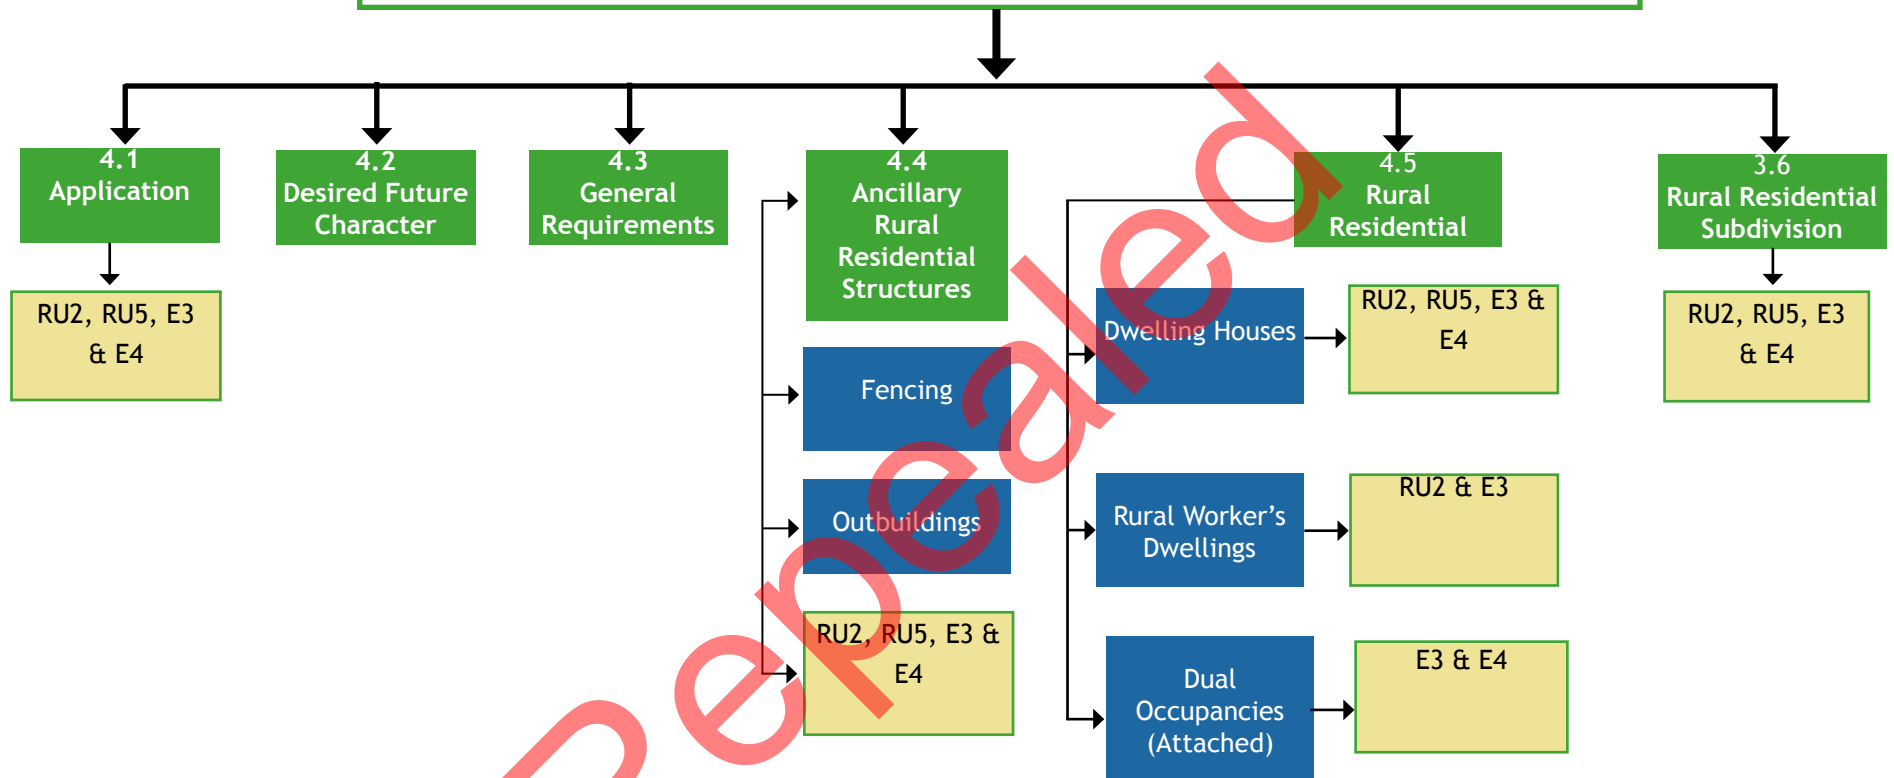 4.1
Application
RU2, RU5, E3
& E4
4.2
Desired Future
Character
4.3
General
Requirements
4.4
Ancillary
Rural
Residential
Structures
Fencing
Outbuildings
RU2, RU5, E3 &
E4
4.5
Rural
Residential
Dwelling Houses
RU2, RU5, E3 &
E4
Rural Worker’s
Dwellings
RU2 & E3
Dual
Occupancies
(Attached)
E3 & E4
3.6
Rural Residential
Subdivision
RU2, RU5, E3
& E4
Repealed